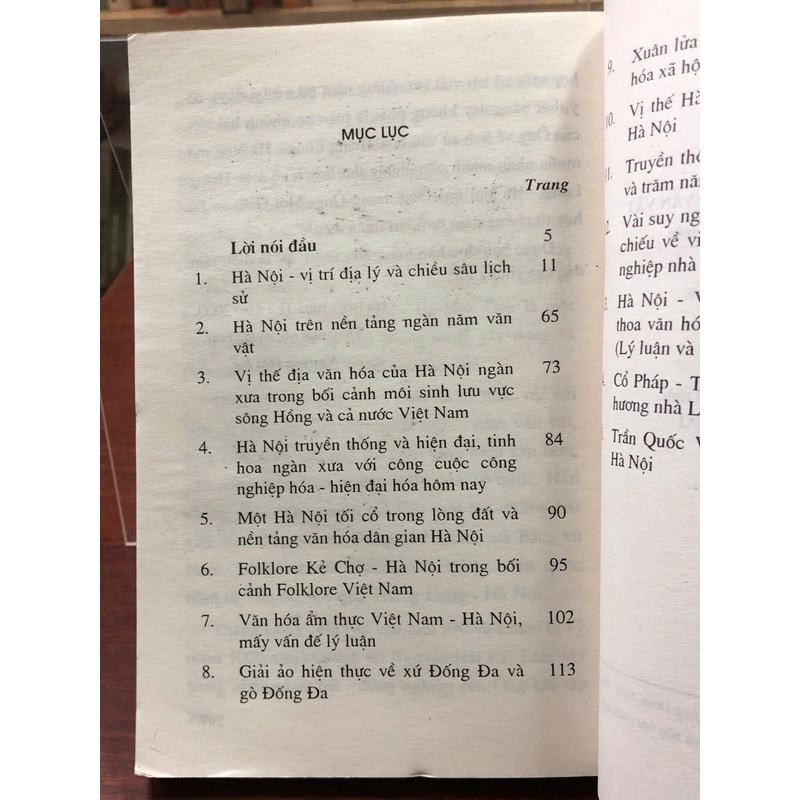 MỤC LỤC
Trang
Lời nói đầu 5
1. Hà Nội - vị trí địa lý và chiều sâu lịch 11
sử
2. Hà Nội trên nền tảng ngàn năm văn 65
vật
3. Vị thế địa văn hóa của Hà Nội ngàn 73
xưa trong bối cảnh môi sinh lưu vực
sông Hồng và cả nước Việt Nam
4. Hà Nội truyền thống và hiện đại, tinh 84
hoa ngàn xưa với công cuộc công
nghiệp hóa - hiện đại hóa hôm nay
5. Một Hà Nội tối cổ trong lòng đất và 90
nền tảng văn hóa dân gian Hà Nội
6. Folklore Kẻ Chợ - Hà Nội trong bối 95
cảnh Folklore Việt Nam
7. Văn hóa ẩm thực Việt Nam - Hà Nội, 102
mấy vấn đế lý luận
8. Giải ảo hiện thực về xứ Đống Đa và 113
gò Đống Đa
9. Xuân lửa
hóa xã hộ
10. Vị thế Hà
Hà Nội
Truyền thố
và trăm nă
Vài suy ng
chiếu về vi
nghiệp nhà
Hà Nội - V
thoa văn hó
(Lý luận và
Cổ Pháp - T
hương nhà L
Trần Quốc V
Hà Nội